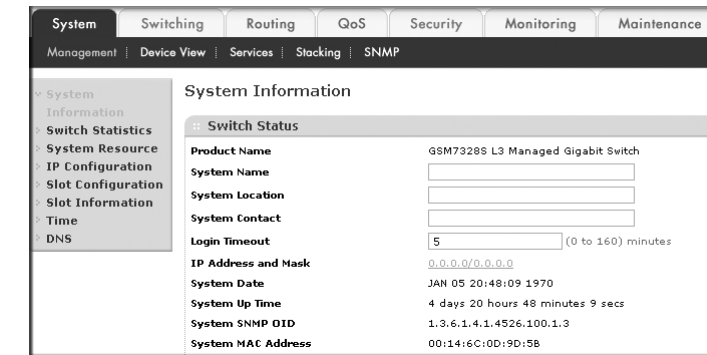 System Switching Routing QoS Security Monitoring Maintenance
Management Device View Services Stacking SNMP
System Information
Switch Statistics
System Resource
IP Configuration
Slot Configuration
Slot Information
Time
DNS
System Information
Switch Status
Product Name GSM7328S L3 Managed Gigabit Switch
System Name
System Location
System Contact
Login Timeout 5 (0 to 160) minutes
IP Address and Mask 0.0.0.0/0.0.0.0
System Date JAN 05 20:48:09 1970
System Up Time 4 days 20 hours 48 minutes 9 secs
System SNMP OID 1.3.6.1.4.1.4526.100.1.3
System MAC Address 00:14:6C:0D:9D:5B